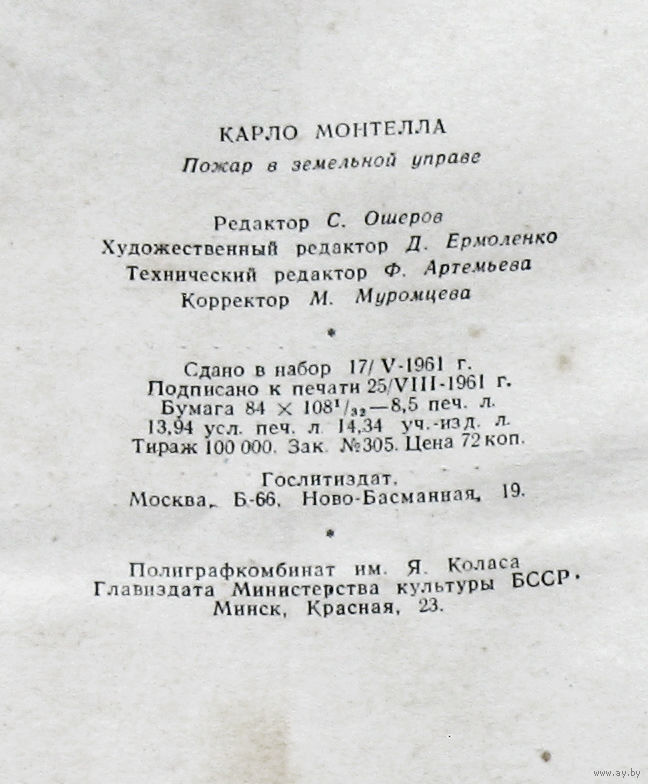 КАРЛО МОНТЕЛЛА
Пожар в земельной управе
Редактор С. Ошеров
Художественный редактор Д. Ермоленко
Технический редактор Ф. Артемьева
Корректор М. Муромцева
*
Сдано в набор 17/V-1961 г.
Подписано к печати 25/VIII-1961 г.
Бумага 84 × 108¹/₃₂—8,5 печ. л.
13,94 усл. печ. л. 14,34 уч.-изд. л.
Тираж 100 000. Зак. №305. Цена 72 коп.
Гослитиздат,
Москва, Б-66, Ново-Басманная, 19.
*
Полиграфкомбинат им. Я. Коласа
Главиздата Министерства культуры БССР.
Минск, Красная, 23.
www.ay.by